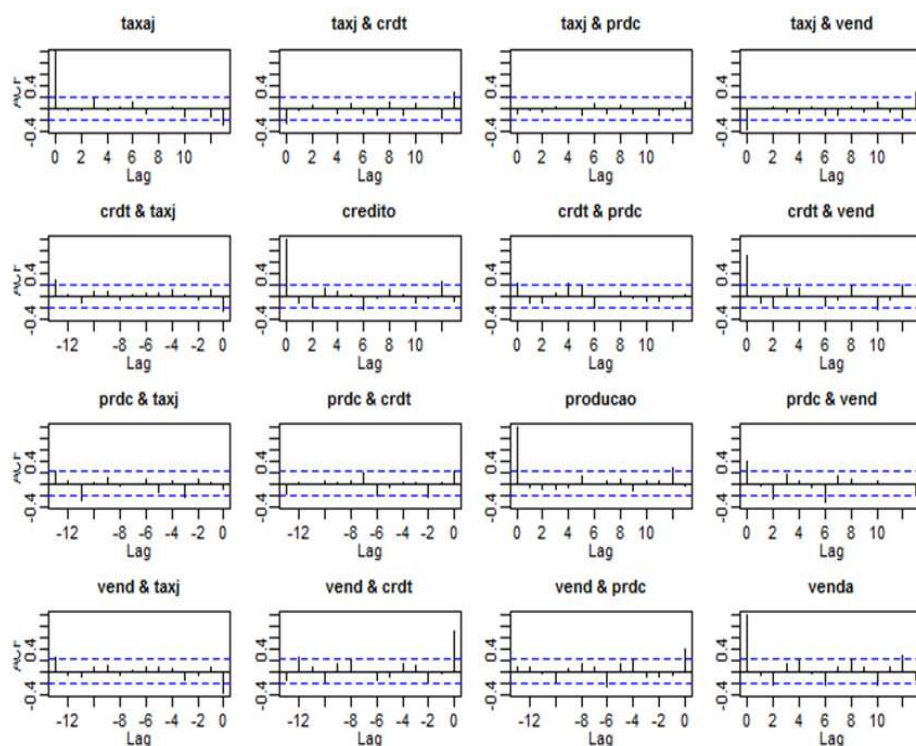 taxaj taxj & crdt taxj & prdc taxj & vend
ACF
-0.4 0.4 -0.4 0.4 -0.4 0.4 -0.4 0.4
0 2 4 6 8 10 0 2 4 6 8 10 0 2 4 6 8 10 0 2 4 6 8 10
Lag Lag Lag Lag
crdt & taxj credito crdt & prdc crdt & vend
ACF
-0.4 0.4 -0.4 0.4 -0.4 0.4 -0.4 0.4
-12 -8 -6 -4 -2 0 0 2 4 6 8 10 0 2 4 6 8 10 0 2 4 6 8 10
Lag Lag Lag Lag
prdc & taxj prdc & crdt producao prdc & vend
ACF
-0.4 0.4 -0.4 0.4 -0.4 0.4 -0.4 0.4
-12 -8 -6 -4 -2 0 -12 -8 -6 -4 -2 0 0 2 4 6 8 10 0 2 4 6 8 10
Lag Lag Lag Lag
vend & taxj vend & crdt vend & prdc venda
ACF
-0.4 0.4 -0.4 0.4 -0.4 0.4 -0.4 0.4
-12 -8 -6 -4 -2 0 -12 -8 -6 -4 -2 0 -12 -8 -6 -4 -2 0 0 2 4 6 8 10
Lag Lag Lag Lag